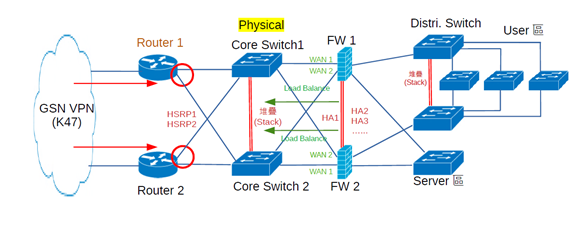 Physical
Distri. Switch
User 區
Router 1
Core Switch1
FW 1
WAN 1
WAN 2
堆疊
(Stack)
Load Balance
GSN VPN
(K47)
HSRP1
HSRP2
堆疊
(Stack)
HA1
HA2
HA3
......
Load Balance
WAN 2
WAN 1
Router 2
Core Switch 2
FW 2
Server 區